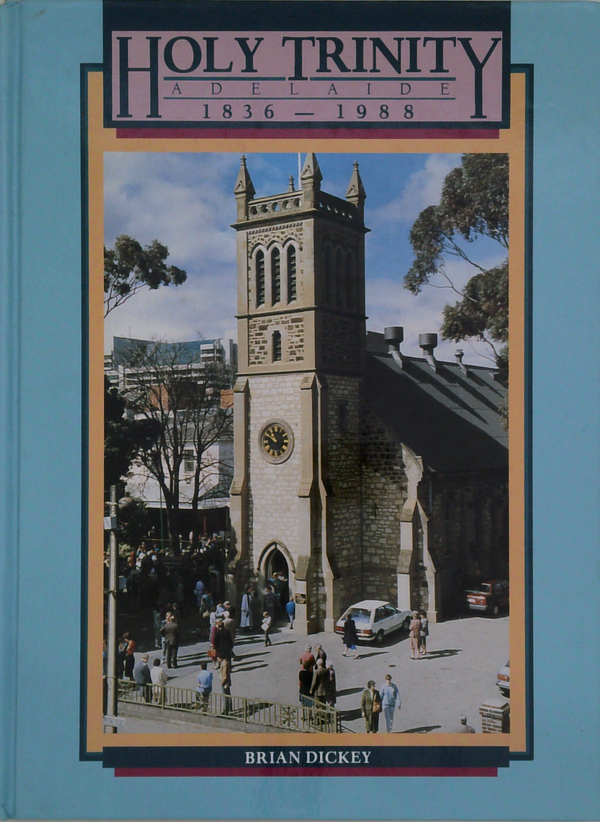 HOLY TRINITY
ADELAIDE
1836 — 1988
BRIAN DICKEY